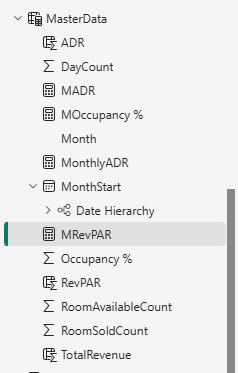 MasterData
ADR
DayCount
MADR
MOccupancy %
Month
MonthlyADR
MonthStart
Date Hierarchy
MRevPAR
Occupancy %
RevPAR
RoomAvailableCount
RoomSoldCount
TotalRevenue